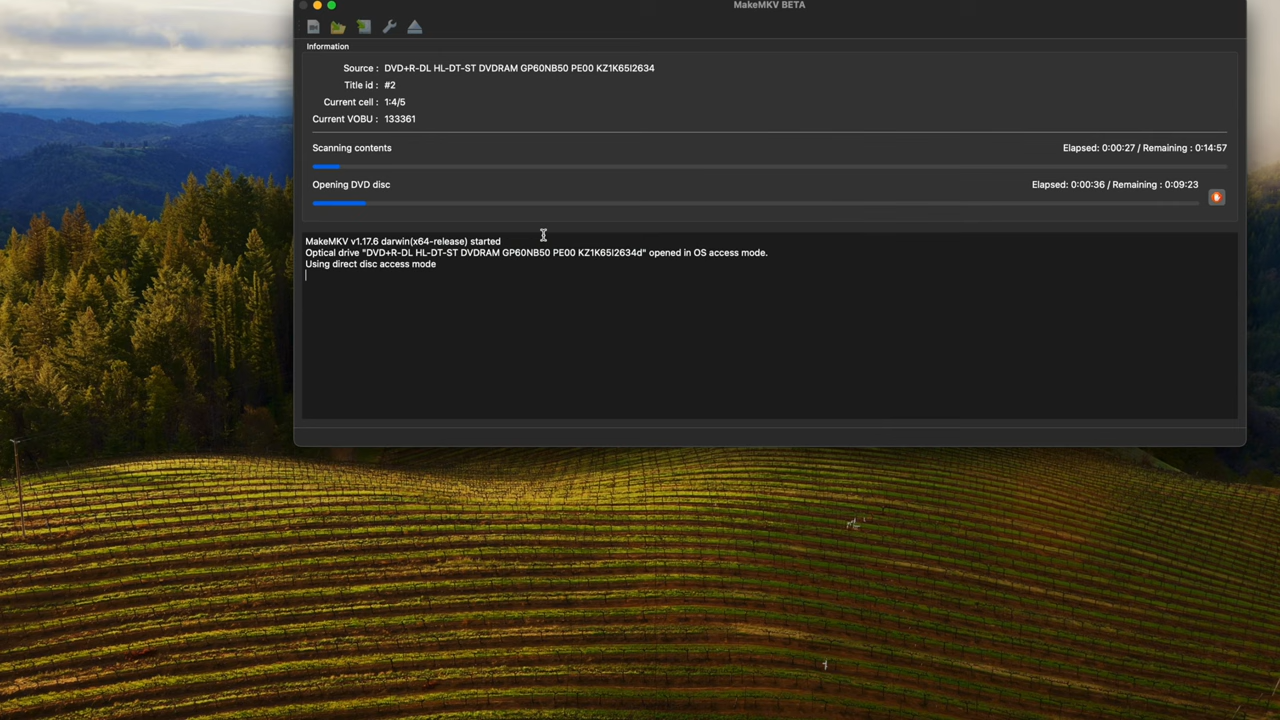 MakeMKV BETA
Information
Source : DVD+R-DL HL-DT-ST DVDRAM GP60NB50 PE00 KZ1K65I2634
Title id : #2
Current cell : 1:4/5
Current VOBU : 133361
Scanning contents Elapsed: 0:00:27 / Remaining : 0:14:57
Opening DVD disc Elapsed: 0:00:36 / Remaining : 0:09:23
MakeMKV v1.17.6 darwin(x64-release) started
Optical drive "DVD+R-DL HL-DT-ST DVDRAM GP60NB50 PE00 KZ1K65I2634d" opened in OS access mode.
Using direct disc access mode